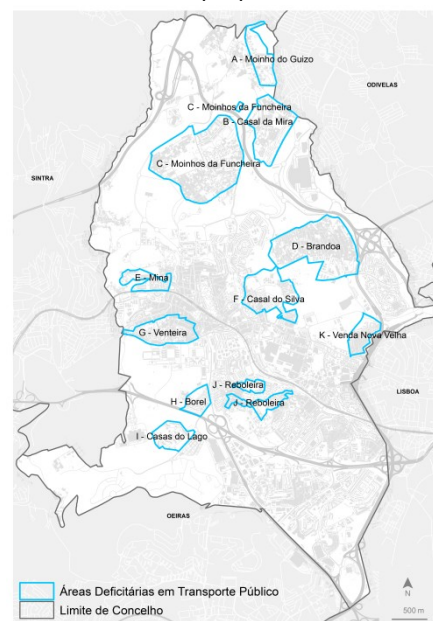 A - Moinho do Guizo
ODIVELAS
C - Moinhos da Funcheira
B - Casal da Mira
C - Moinhos da Funcheira
SINTRA
D - Brandoa
E - Mina
F - Casal do Silva
G - Venteira
K - Venda Nova Velha
J - Reboleira
LISBOA
H - Borel
J - Reboleira
I - Casas do Lago
OEIRAS
Áreas Deficitárias em Transporte Público
Limite de Concelho
N
500 m